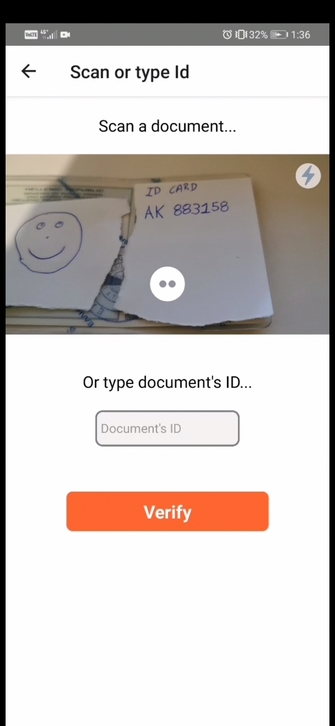 VoLTE 4G 32% 1:36
Scan or type Id
Scan a document...
ID CARD
AK 883158
Or type document's ID...
Document's ID
Verify